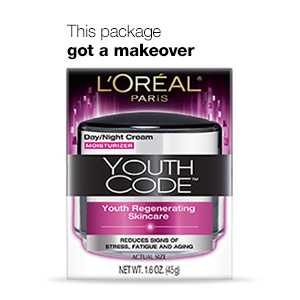 This package
got a makeover
L'ORÉAL
PARIS
Day/Night Cream
MOISTURIZER
YOUTH
CODE™
Youth Regenerating
Skincare
REDUCES SIGNS OF
STRESS, FATIGUE AND AGING
ACTUAL SIZE
NET WT. 1.6 OZ. (45g)